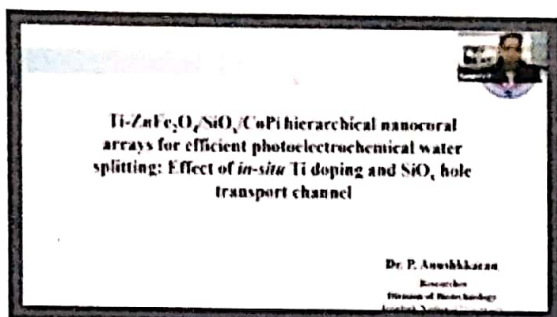 Ti-ZnFe₂O₄/SiOₓ/CoPi hierarchical nanocoral
arrays for efficient photoelectrochemical water
splitting: Effect of in-situ Ti doping and SiOₓ hole
transport channel
Dr. P. Anushkkaran
Researcher
Division of Biotechnology